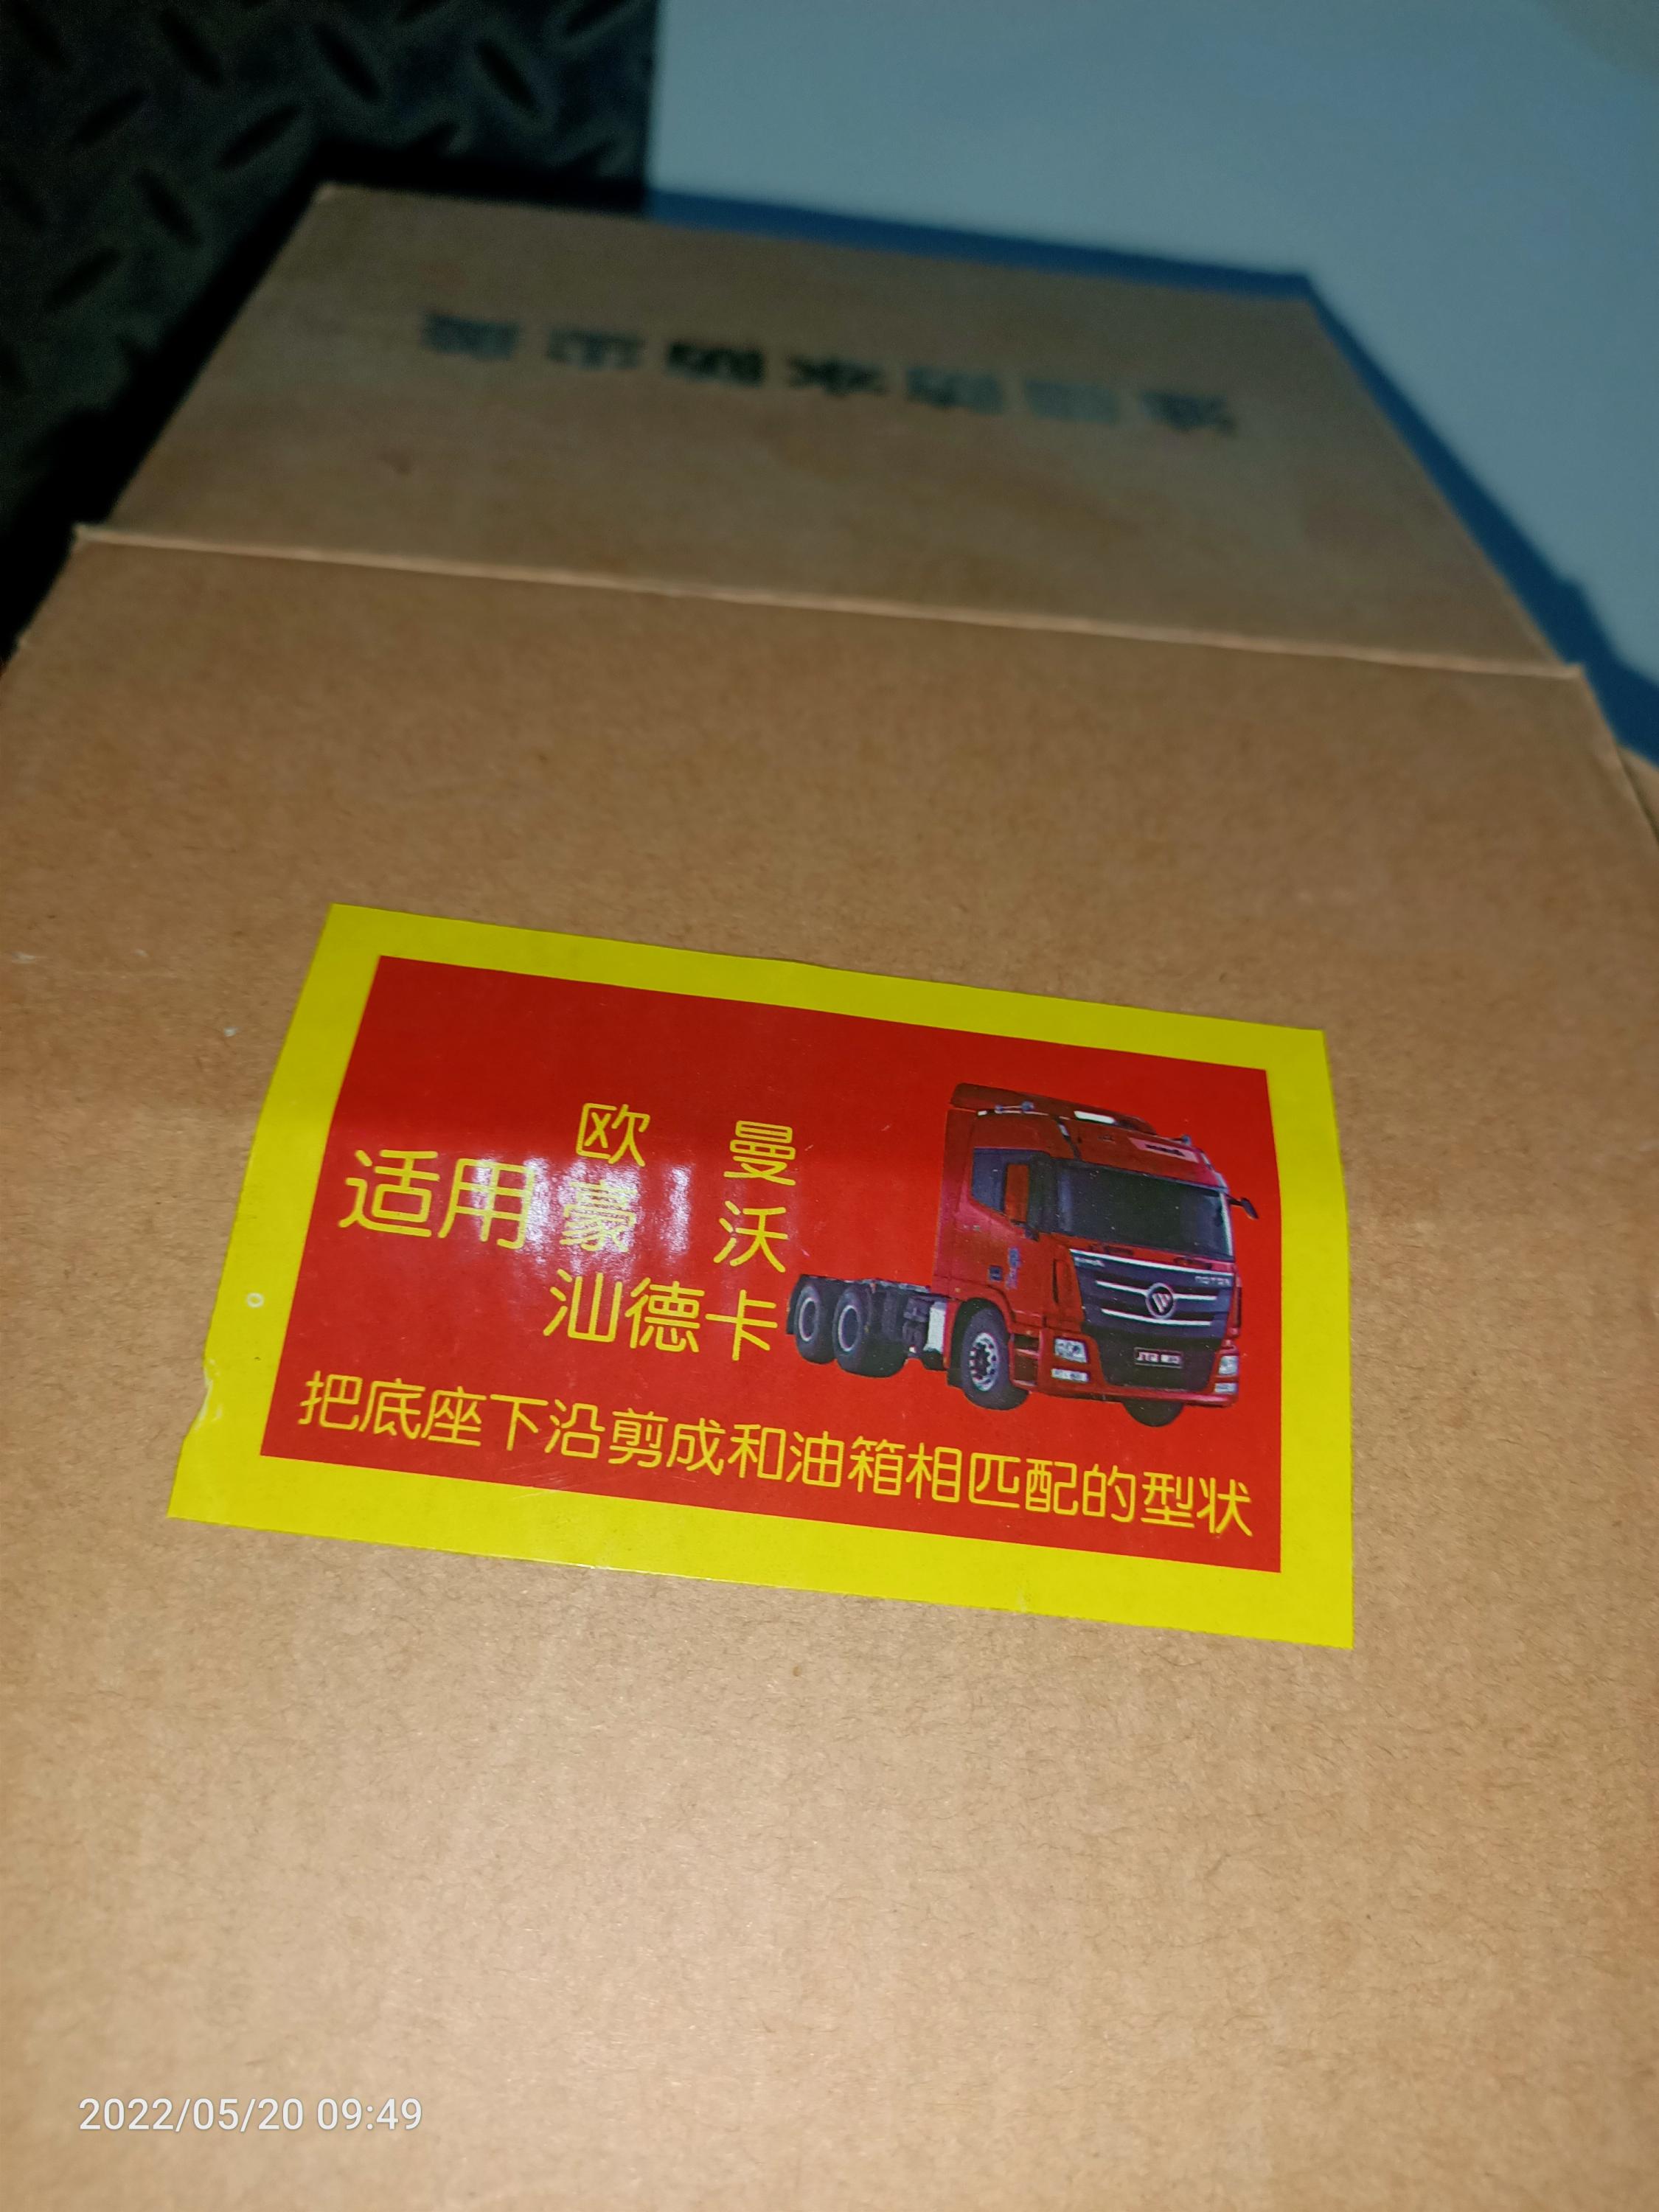 欧 曼
适用豪 沃
汕德卡
把底座下沿剪成和油箱相匹配的型状
2022/05/20 09:49